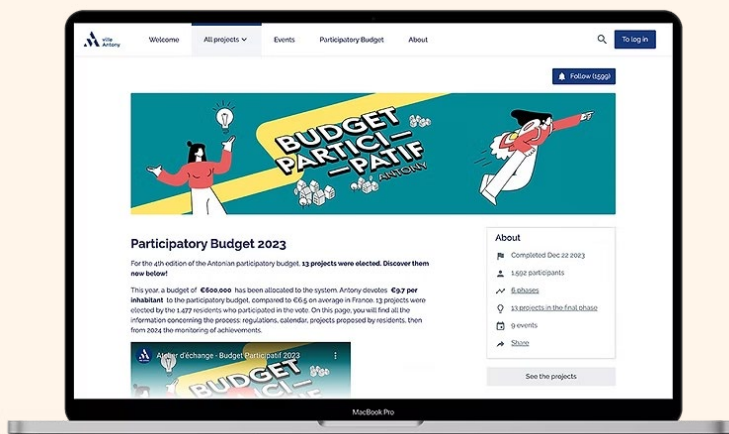 ville
Antony
Welcome
All projects
Events
Participatory Budget
About
To log in
Follow (1599)
BUDGET
PARTICI—
—PATIF
ANTONY
Participatory Budget 2023
For the 4th edition of the Antonian participatory budget, 13 projects were elected. Discover them
now below!
This year, a budget of €600,000 has been allocated to the system. Antony devotes €9.7 per
inhabitant to the participatory budget, compared to €6.5 on average in France. 13 projects were
elected by the 1,477 residents who participated in the vote. On this page, you will find all the
information concerning the process: regulations, calendar, projects proposed by residents, then
from 2024 the monitoring of achievements.
Atelier d'échange - Budget Participatif 2023
BUDGET
About
Completed Dec 22 2023
1,592 participants
6 phases
13 projects in the final phase
9 events
Share
See the projects
MacBook Pro